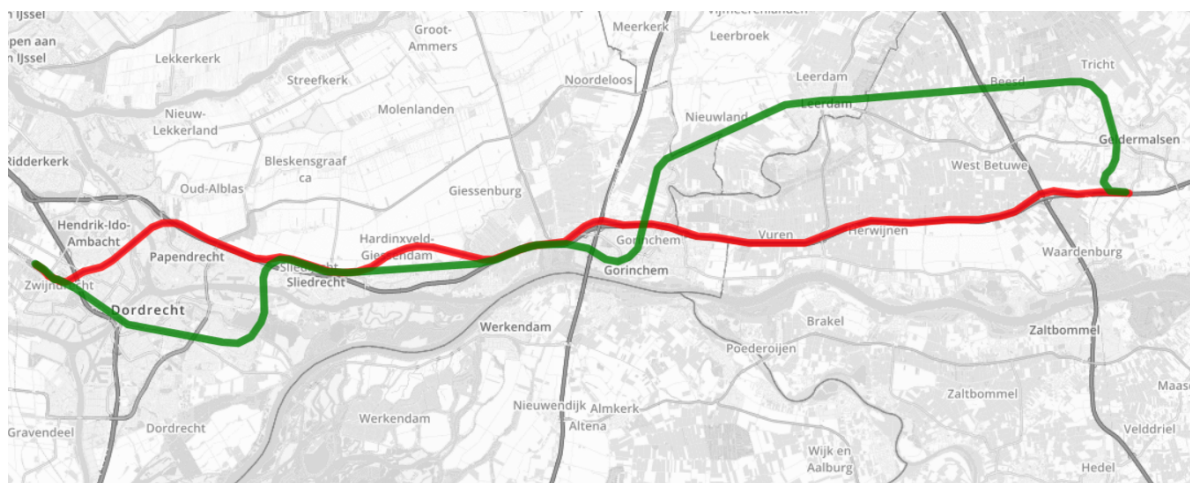 Meerkerk
Groot-
Ammers
Leerbroek
Lekkerkerk
Tricht
Streefkerk
Noordeloos
Leerdam
Beesd
Molenlanden
Leerdam
Nieuw-
Lekkerland
Nieuwland
Geldermalsen
Ridderkerk
Bleskensgraaf
ca
West Betuwe
Oud-Alblas
Giessenburg
Hendrik-Ido-
Ambacht
Hardinxveld-
Giessendam
Gorinchem
Vuren
Herwijnen
Papendrecht
Waardenburg
Sliedrecht
Gorinchem
Sliedrecht
Zwijndrecht
Dordrecht
Werkendam
Brakel
Zaltbommel
Poederoijen
Zaltbommel
Nieuwendijk
Almkerk
Altena
Werkendam
Gravendeel
Dordrecht
Velddriel
Wijk en
Aalburg
Hedel